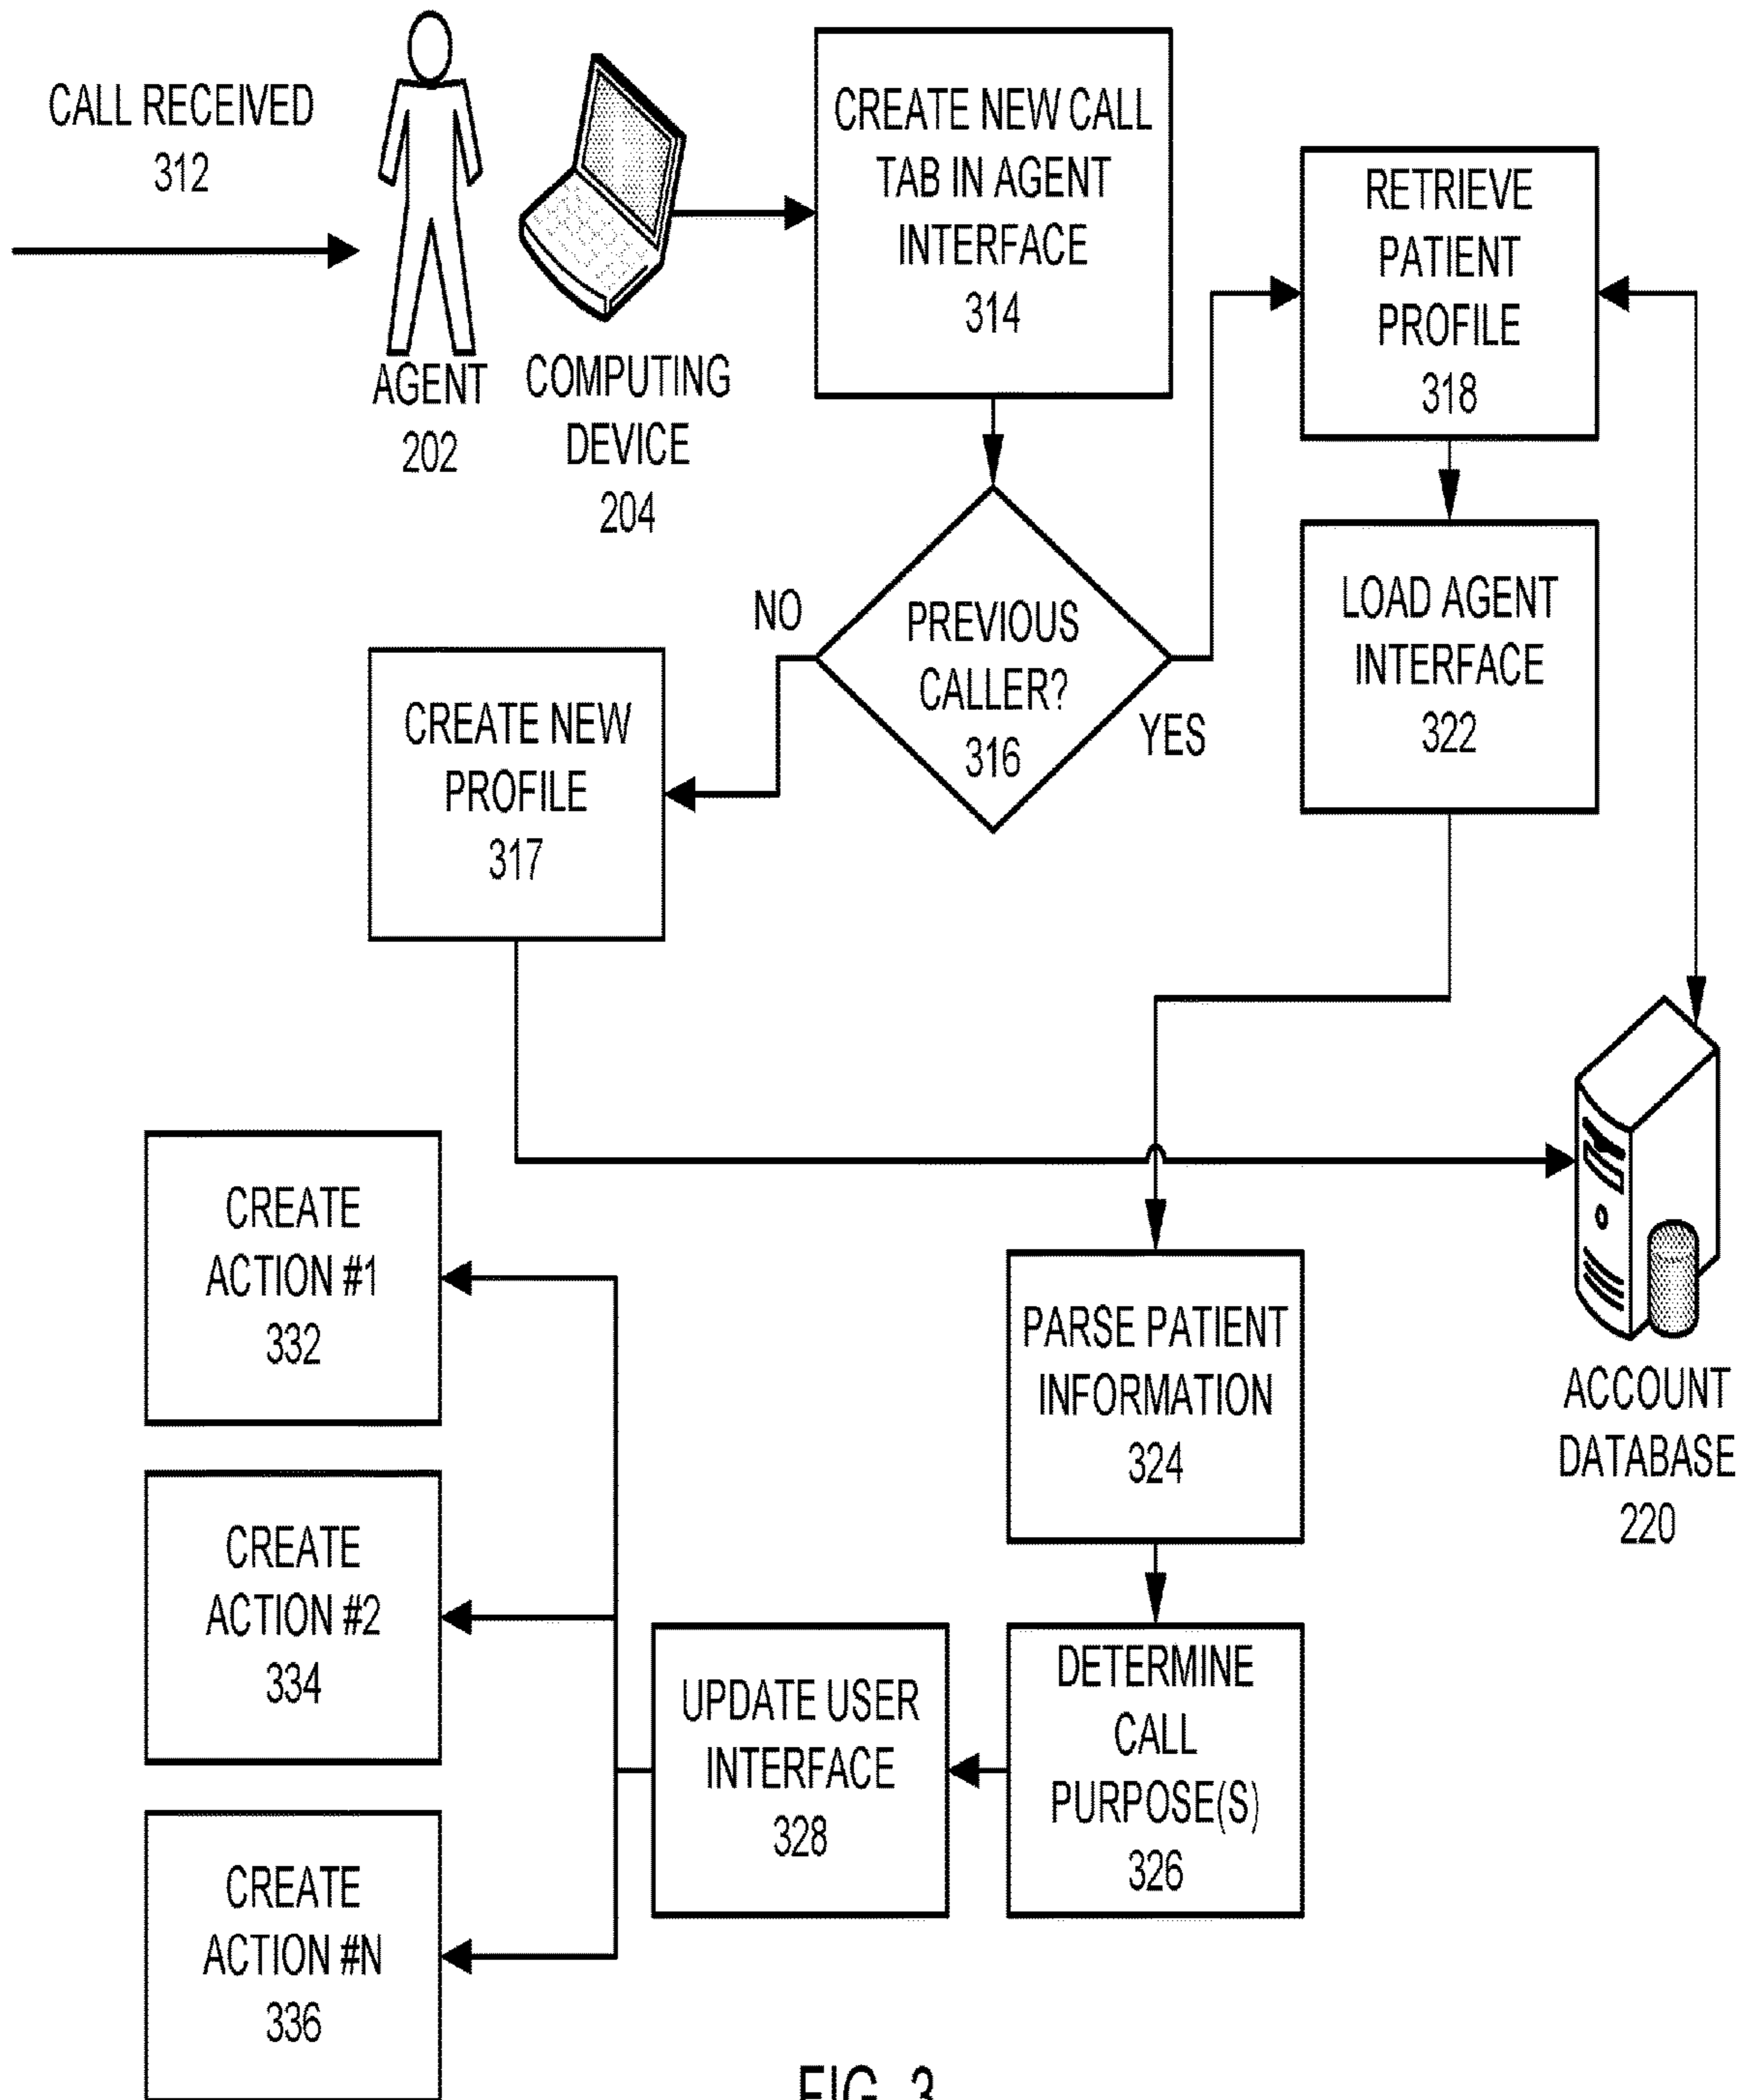 CALL RECEIVED
312
AGENT
202
COMPUTING
DEVICE
204
CREATE NEW CALL
TAB IN AGENT
INTERFACE
314
RETRIEVE
PATIENT
PROFILE
318
PREVIOUS
CALLER?
316
NO
YES
LOAD AGENT
INTERFACE
322
CREATE NEW
PROFILE
317
ACCOUNT
DATABASE
220
PARSE PATIENT
INFORMATION
324
DETERMINE
CALL
PURPOSE(S)
326
UPDATE USER
INTERFACE
328
CREATE
ACTION #1
332
CREATE
ACTION #2
334
CREATE
ACTION #N
336
FIG. 3